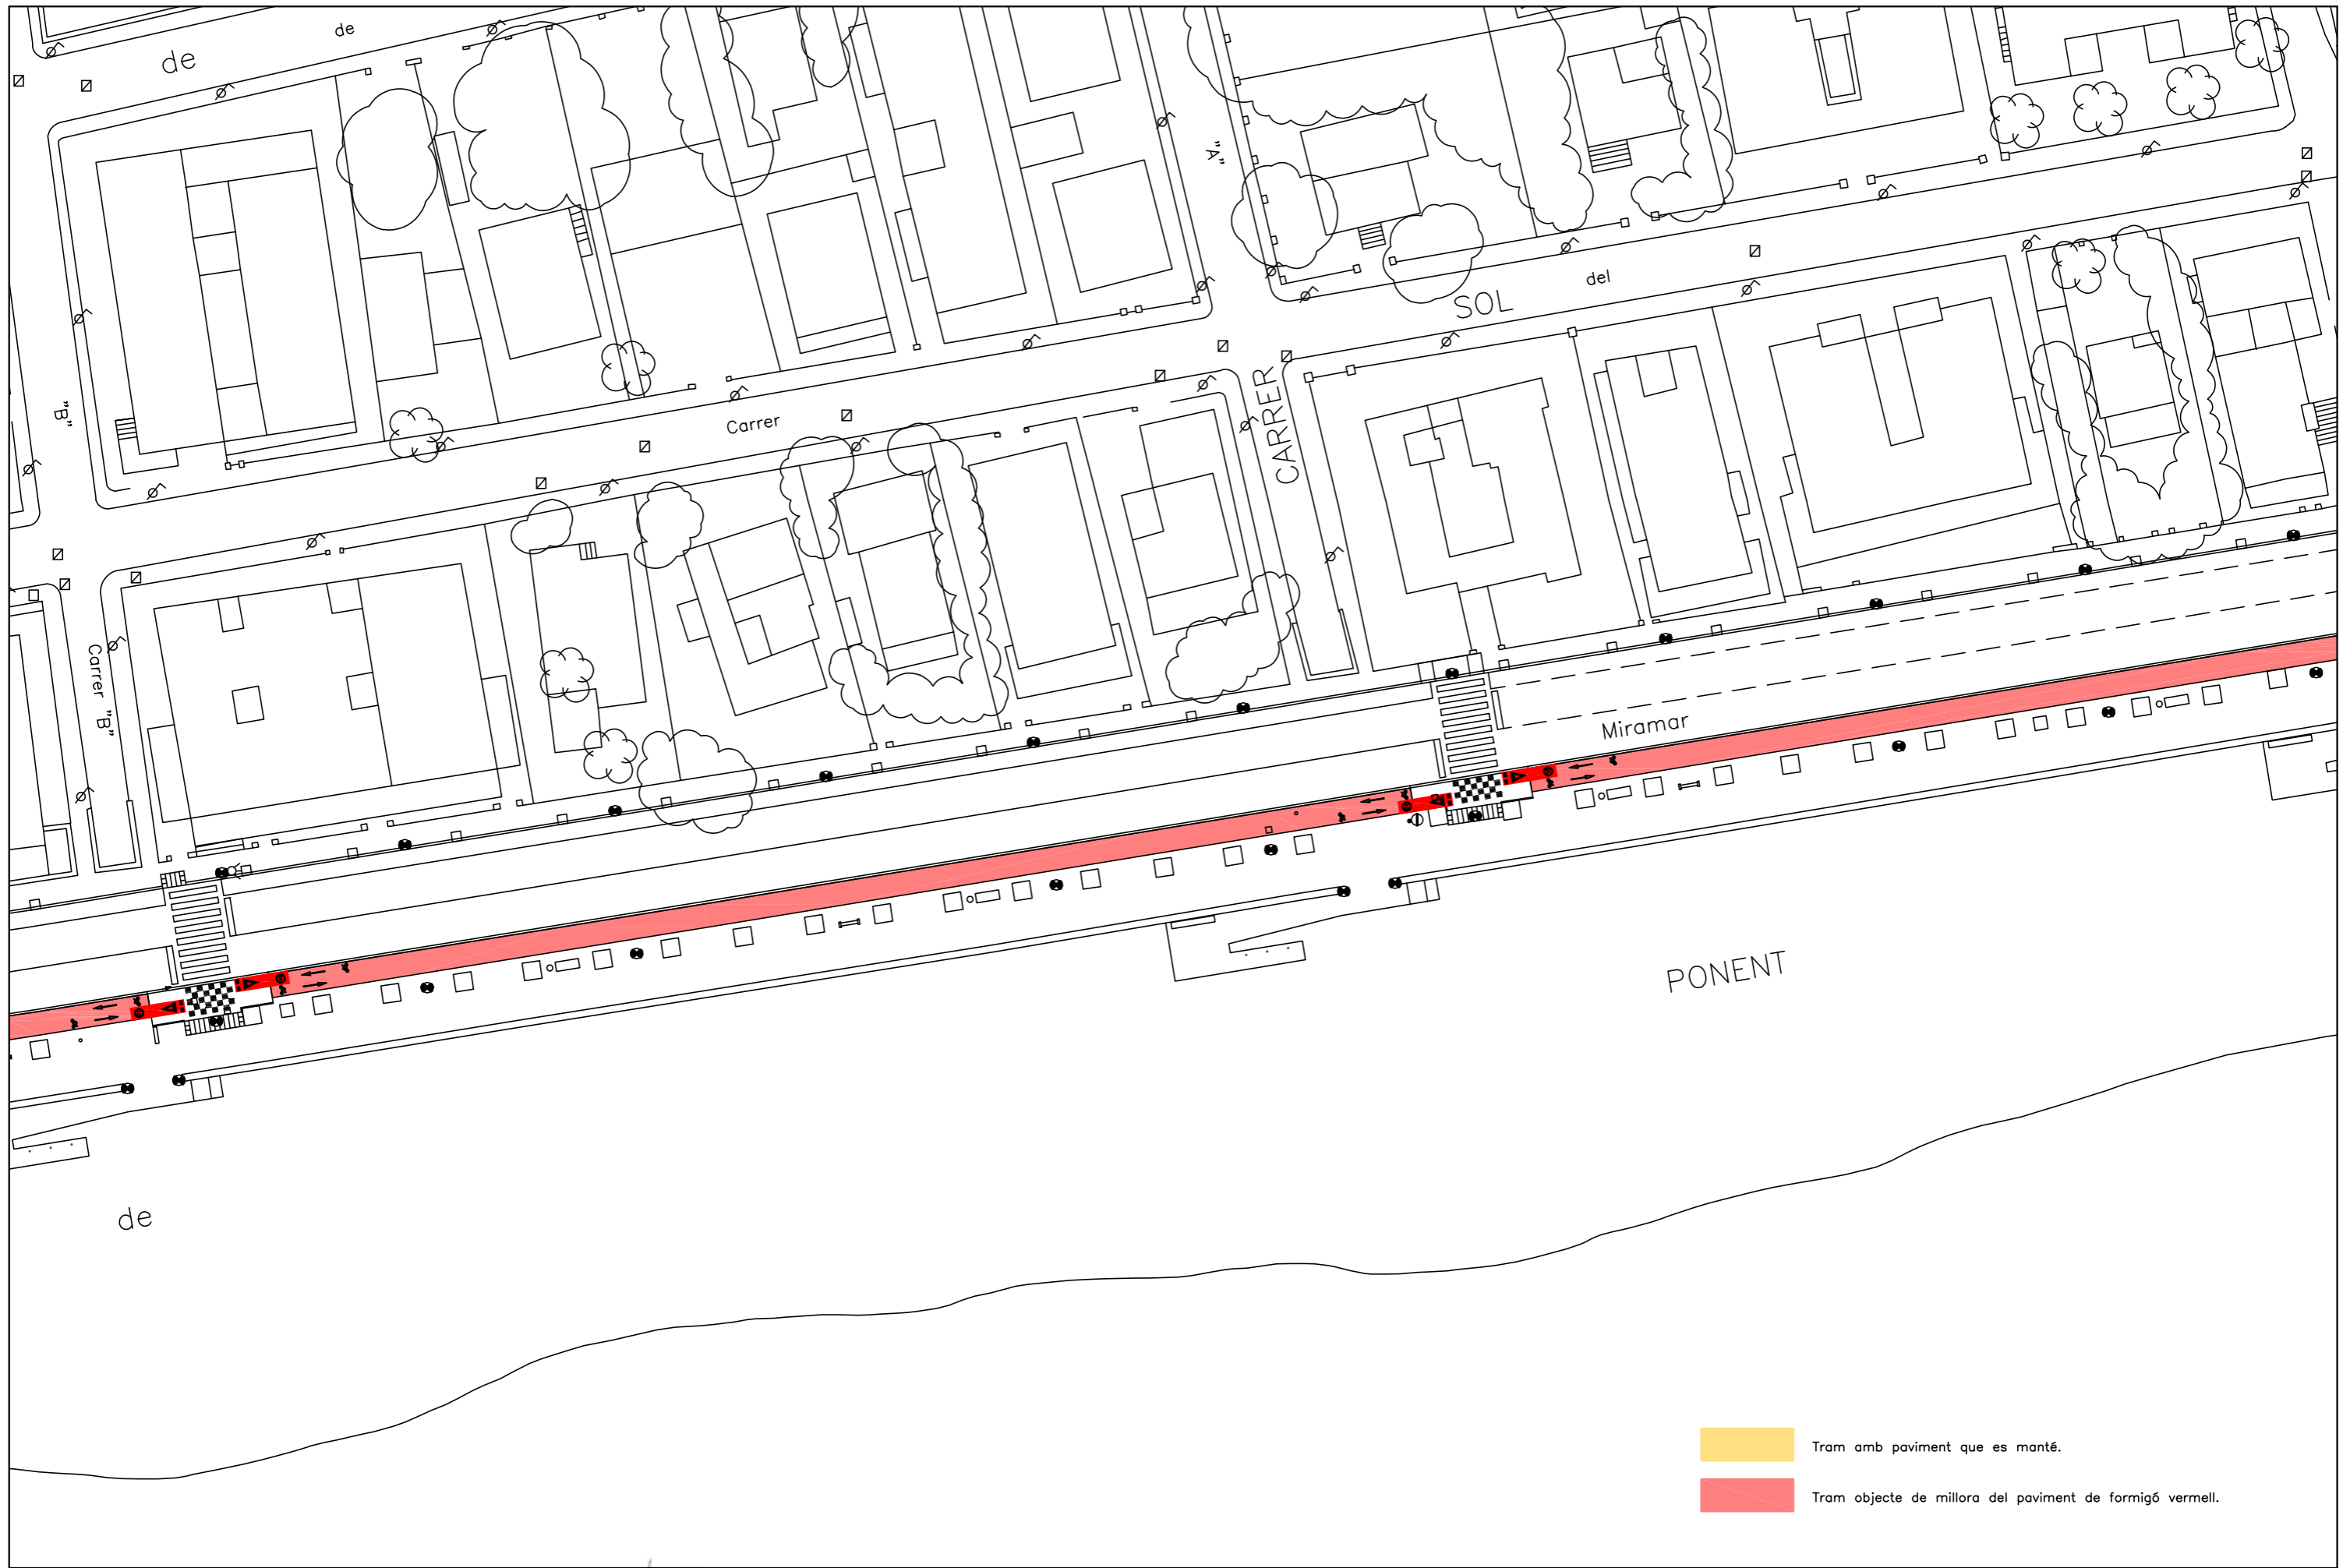 de
de
"A"
SOL
del
"B"
Carrer
CARRER
Carrer "B"
Miramar
PONENT
de
Tram amb paviment que es manté.
Tram objecte de millora del paviment de formigó vermell.